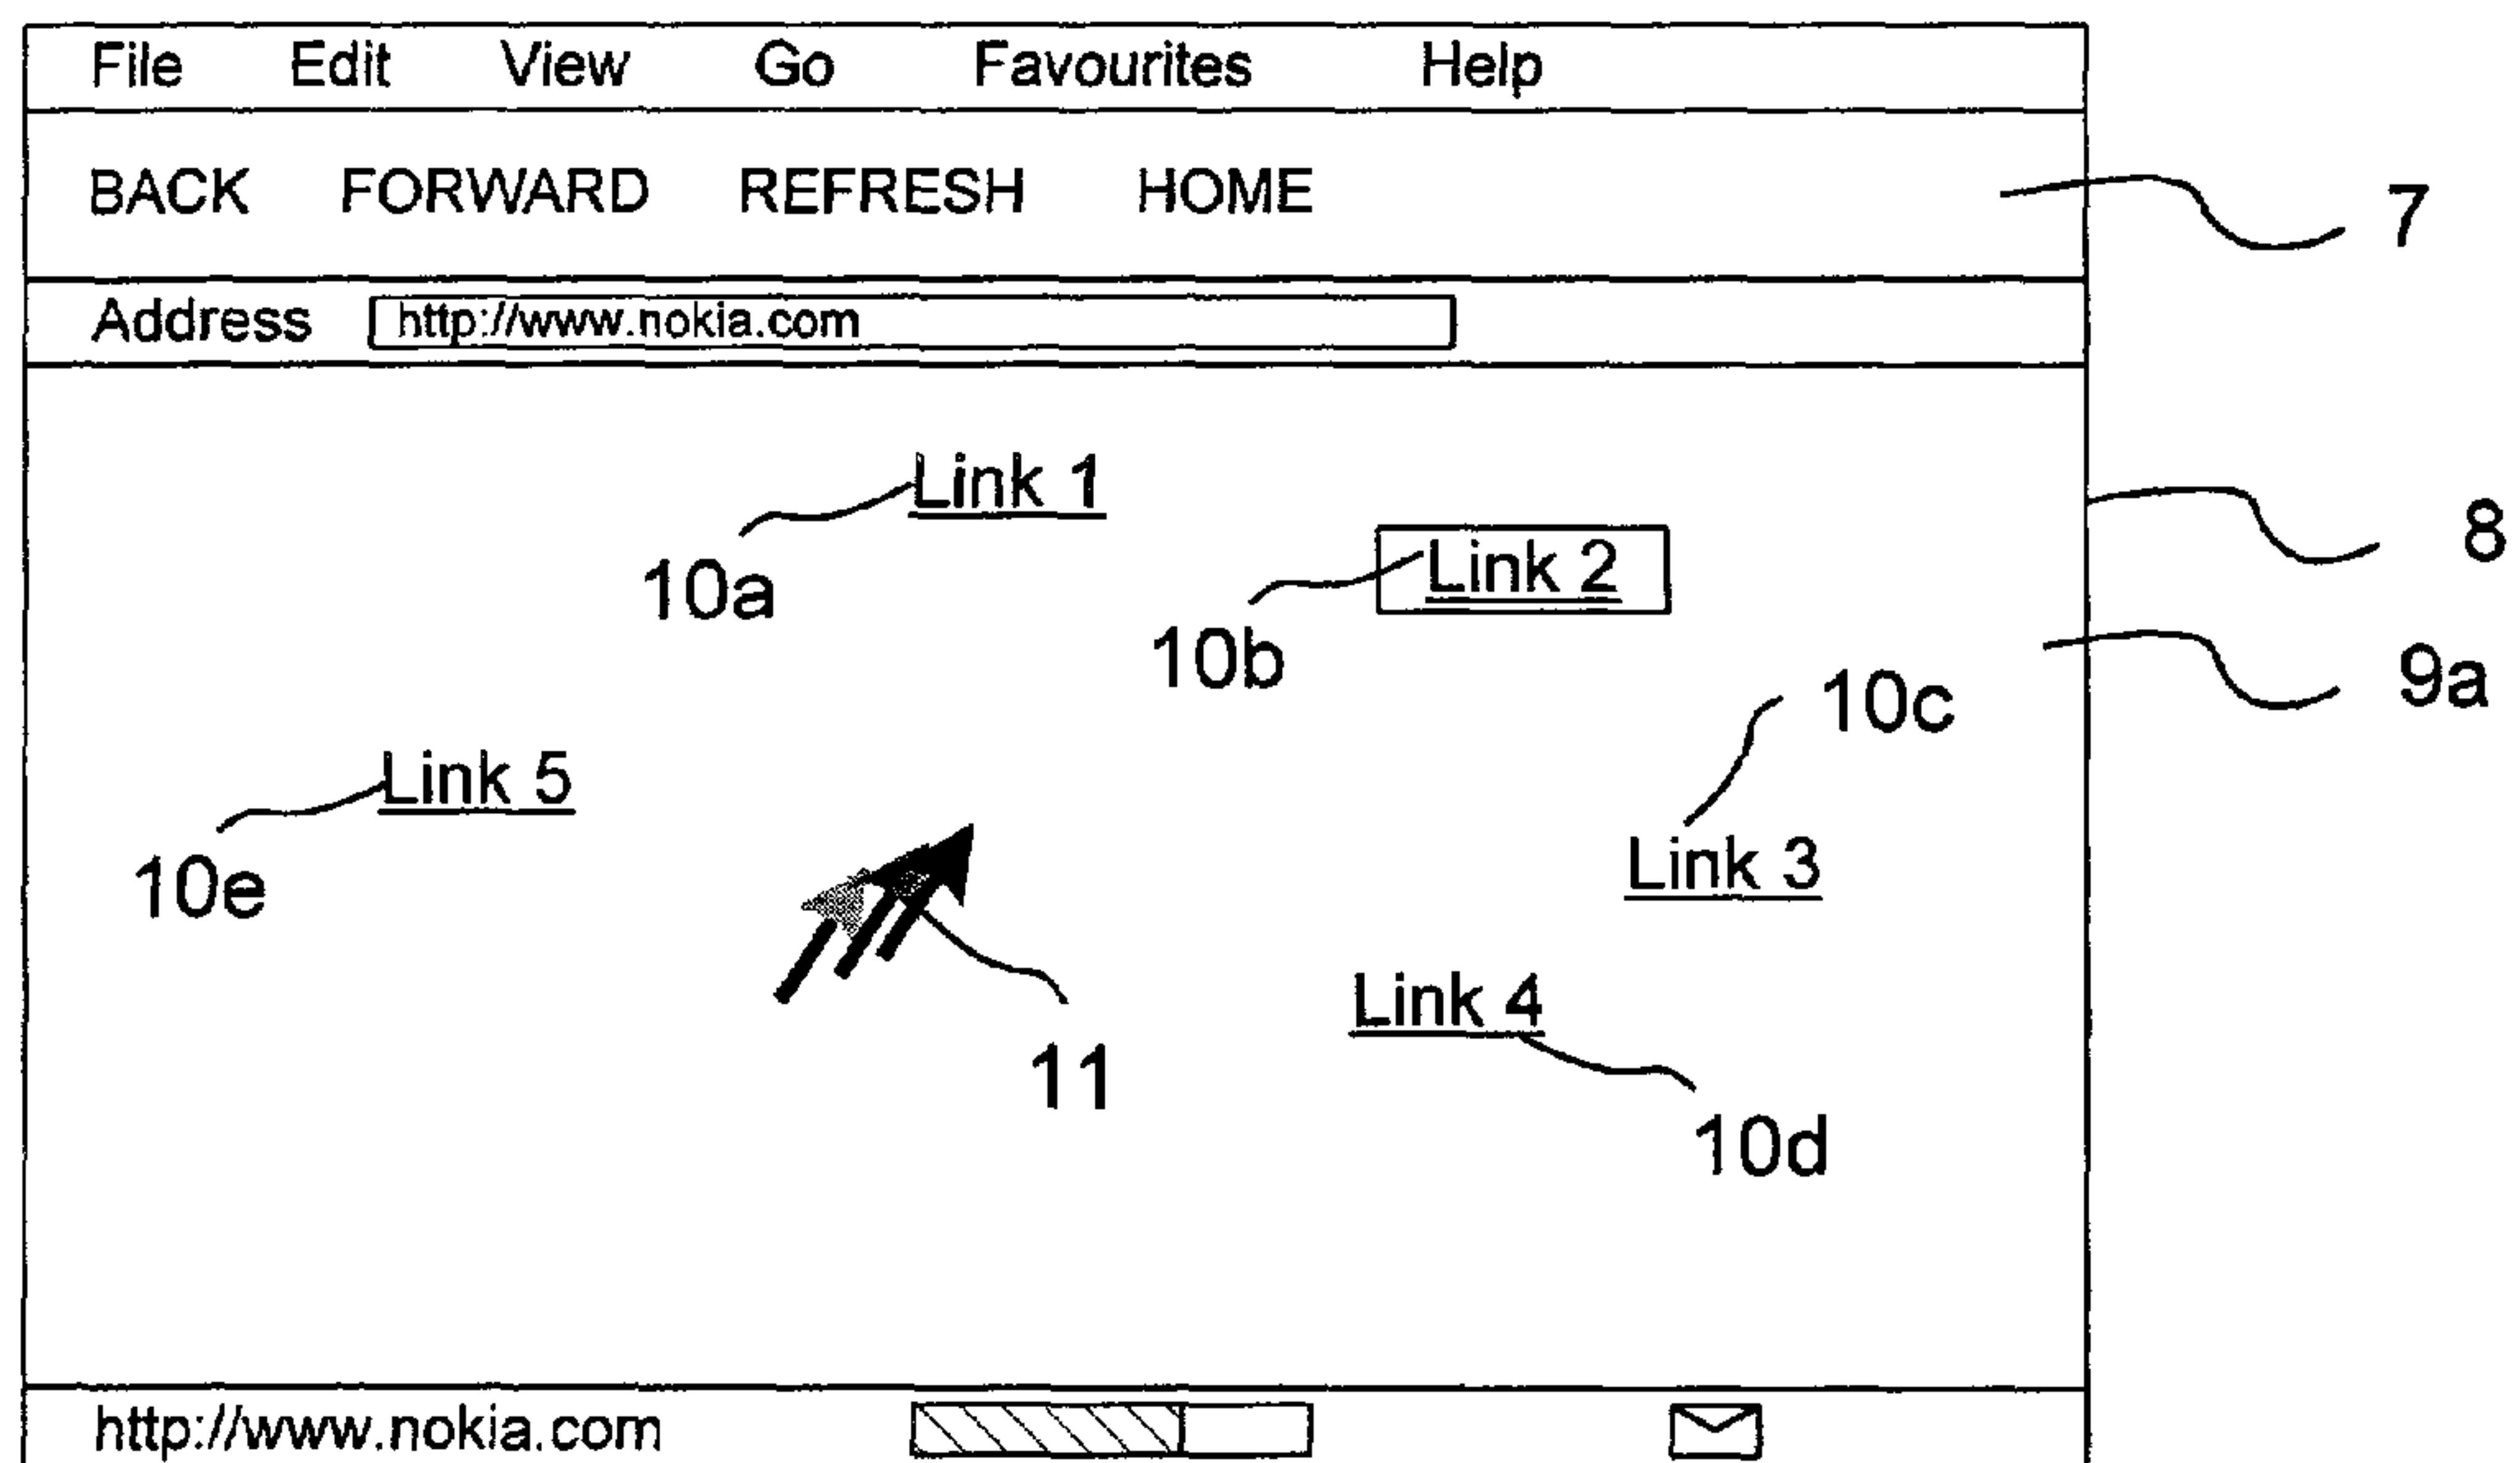 File Edit View Go Favourites Help
BACK FORWARD REFRESH HOME
7
Address http://www.nokia.com
Link 1
8
10a
Link 2
10b
9a
10c
Link 5
10e
Link 3
Link 4
11
10d
http://www.nokia.com